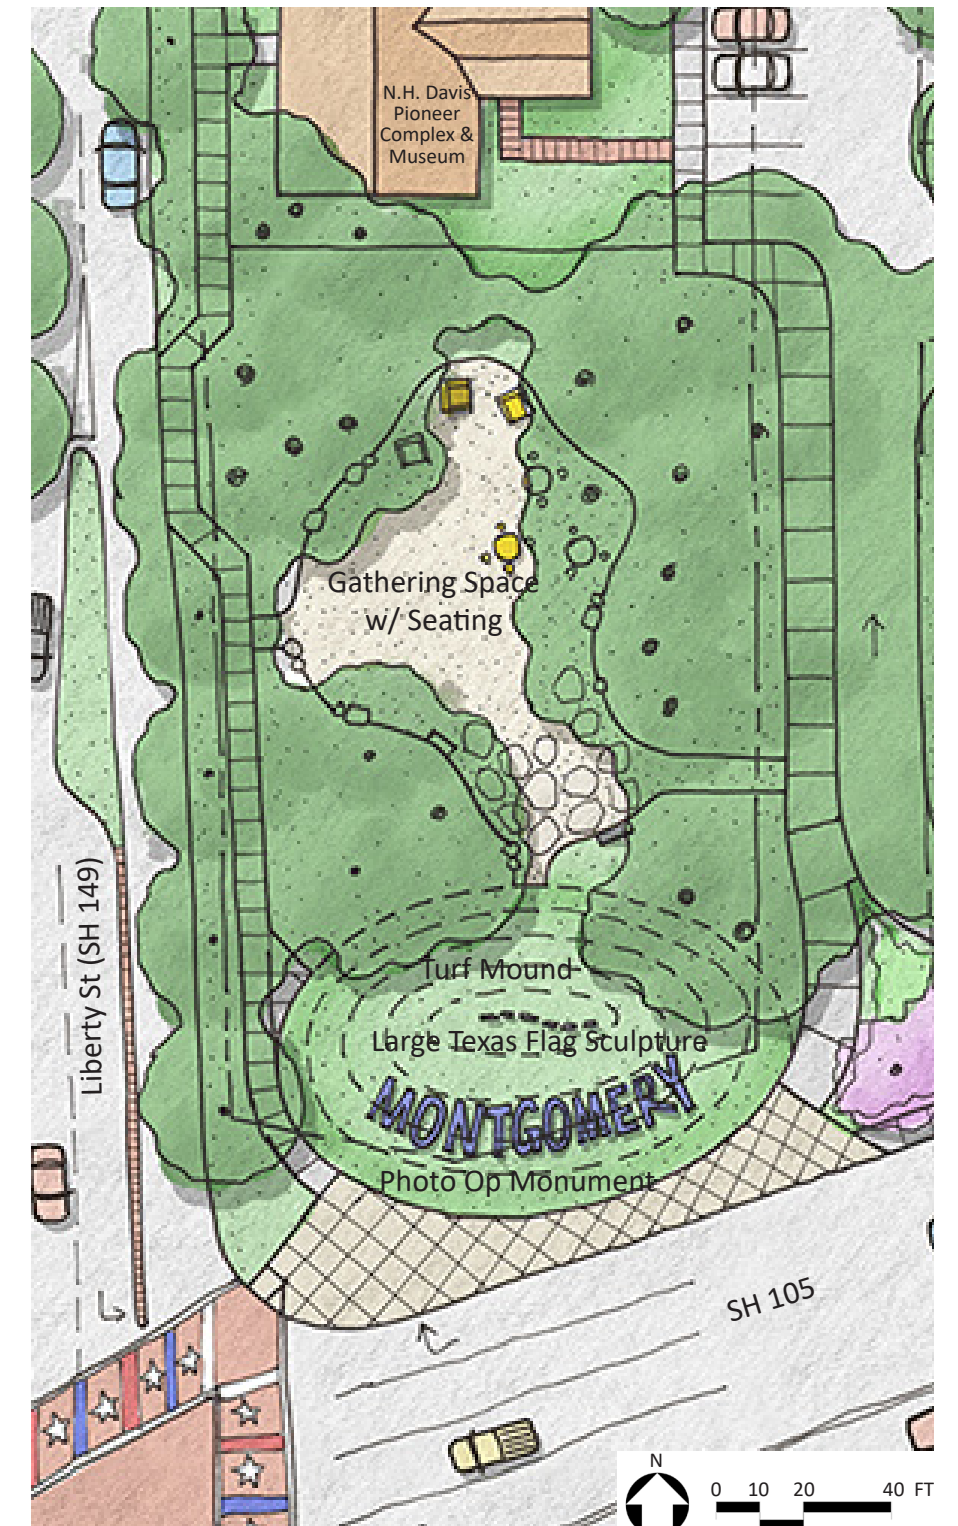 N.H. Davis
Pioneer
Complex &
Museum
Gathering Space
w/ Seating
Liberty St (SH 149)
Turf Mound
Large Texas Flag Sculpture
MONTGOMERY
Photo Op Monument
SH 105
N
0 10 20 40 FT